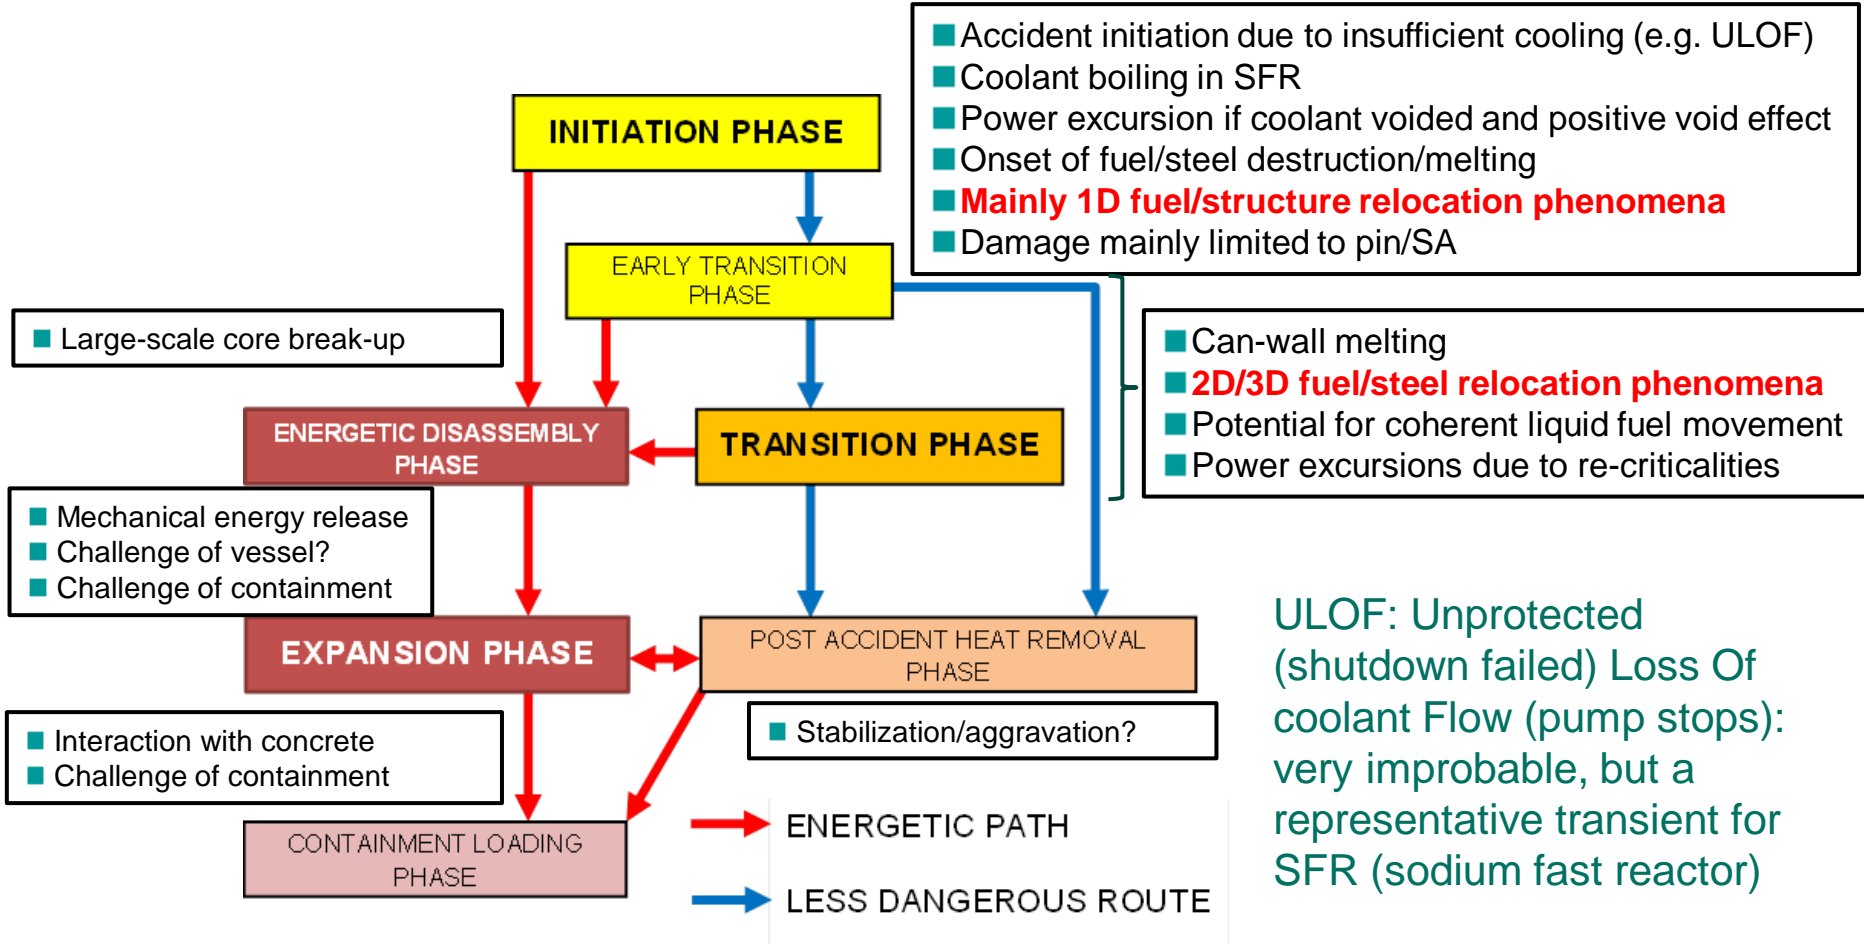 ■ Accident initiation due to insufficient cooling (e.g. ULOF)
■ Coolant boiling in SFR
■ Power excursion if coolant voided and positive void effect
■ Onset of fuel/steel destruction/melting
■ Mainly 1D fuel/structure relocation phenomena
■ Damage mainly limited to pin/SA
INITIATION PHASE
EARLY TRANSITION
PHASE
■ Large-scale core break-up
■ Can-wall melting
■ 2D/3D fuel/steel relocation phenomena
■ Potential for coherent liquid fuel movement
■ Power excursions due to re-criticalities
ENERGETIC DISASSEMBLY
PHASE
TRANSITION PHASE
■ Mechanical energy release
■ Challenge of vessel?
■ Challenge of containment
EXPANSION PHASE
POST ACCIDENT HEAT REMOVAL
PHASE
■ Interaction with concrete
■ Challenge of containment
■ Stabilization/aggravation?
CONTAINMENT LOADING
PHASE
ENERGETIC PATH
LESS DANGEROUS ROUTE
ULOF: Unprotected
(shutdown failed) Loss Of
coolant Flow (pump stops):
very improbable, but a
representative transient for
SFR (sodium fast reactor)